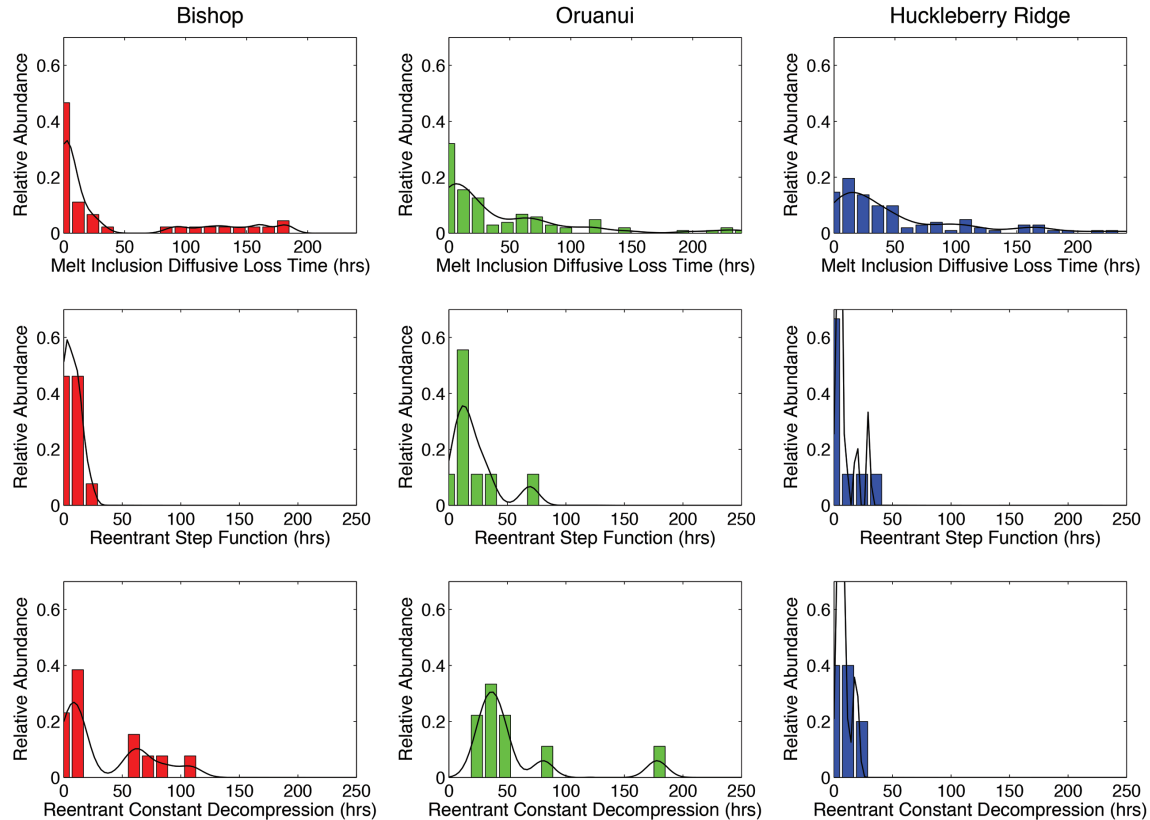 Bishop
Oruanui
Huckleberry Ridge
Relative Abundance
0.6
0.4
0.2
0
0 50 100 150 200
Melt Inclusion Diffusive Loss Time (hrs)
Relative Abundance
0.6
0.4
0.2
0
0 50 100 150 200
Melt Inclusion Diffusive Loss Time (hrs)
Relative Abundance
0.6
0.4
0.2
0
0 50 100 150 200
Melt Inclusion Diffusive Loss Time (hrs)
Relative Abundance
0.6
0.4
0.2
0
0 50 100 150 200 250
Reentrant Step Function (hrs)
Relative Abundance
0.6
0.4
0.2
0
0 50 100 150 200 250
Reentrant Step Function (hrs)
Relative Abundance
0.6
0.4
0.2
0
0 50 100 150 200 250
Reentrant Step Function (hrs)
Relative Abundance
0.6
0.4
0.2
0
0 50 100 150 200 250
Reentrant Constant Decompression (hrs)
Relative Abundance
0.6
0.4
0.2
0
0 50 100 150 200 250
Reentrant Constant Decompression (hrs)
Relative Abundance
0.6
0.4
0.2
0
0 50 100 150 200 250
Reentrant Constant Decompression (hrs)